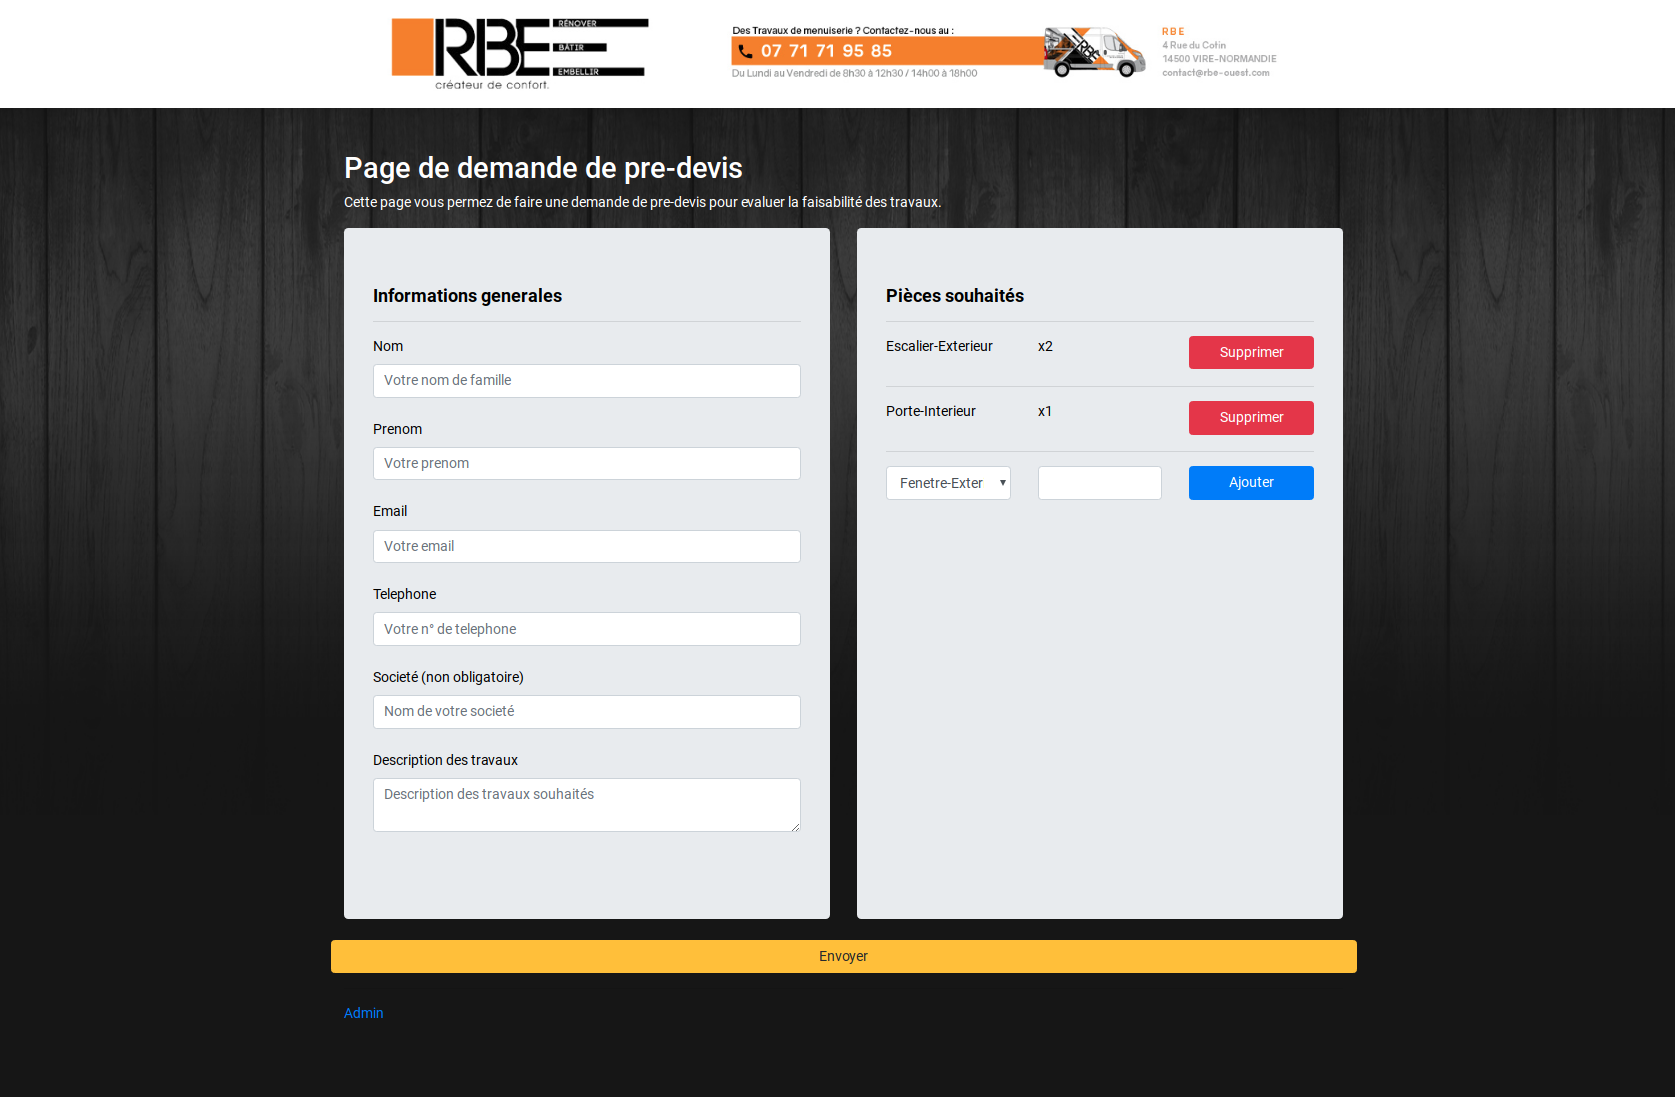 RBE
RÉNOVER
BÂTIR
EMBELLIR
créateur de confort.
Des Travaux de menuiserie ? Contactez-nous au :
07 71 71 95 85
Du Lundi au Vendredi de 8h30 à 12h30 / 14h00 à 18h00
RBE
RBE
4 Rue du Cotin
14500 VIRE-NORMANDIE
contact@rbe-ouest.com
Page de demande de pre-devis
Cette page vous permez de faire une demande de pre-devis pour evaluer la faisabilité des travaux.
Informations generales
Nom
Votre nom de famille
Prenom
Votre prenom
Email
Votre email
Telephone
Votre n° de telephone
Societé (non obligatoire)
Nom de votre societé
Description des travaux
Description des travaux souhaités
Pièces souhaités
Escalier-Exterieur x2 Supprimer
Porte-Interieur x1 Supprimer
Fenetre-Exter Ajouter
Envoyer
Admin